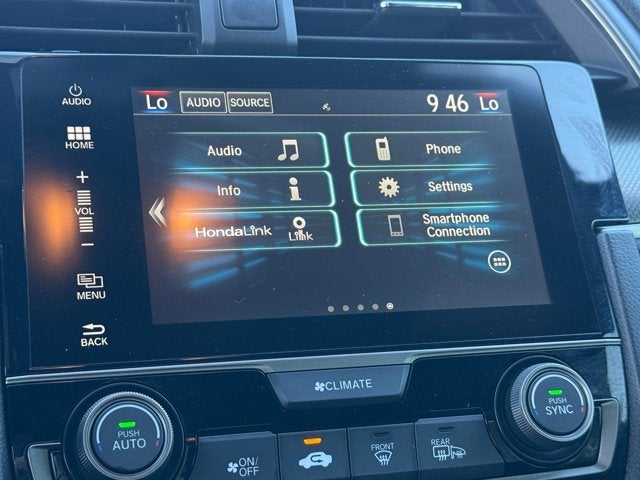 Lo AUDIO SOURCE 9 46 Lo
AUDIO
HOME
+
VOL
−
MENU
BACK
Audio
Phone
Info
Settings
HondaLink
Link
Smartphone
Connection
CLIMATE
PUSH
AUTO
PUSH
SYNC
ON/
OFF
FRONT
REAR